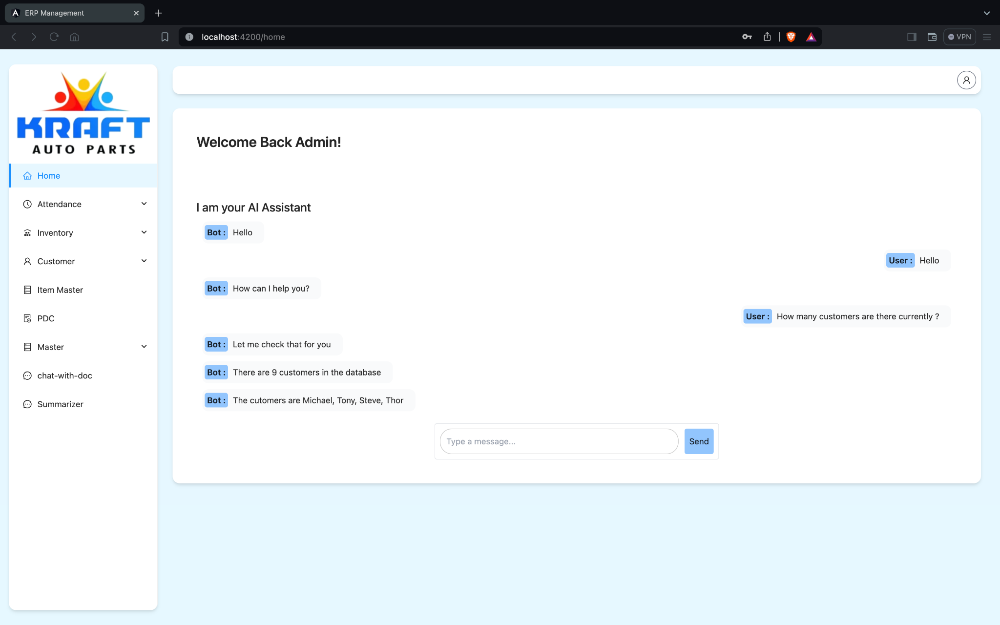 ERP Management
localhost:4200/home
VPN
KRAFT
AUTO PARTS
Home
Attendance
Inventory
Customer
Item Master
PDC
Master
chat-with-doc
Summarizer
Welcome Back Admin!
I am your AI Assistant
Bot : Hello
User : Hello
Bot : How can I help you?
User : How many customers are there currently ?
Bot : Let me check that for you
Bot : There are 9 customers in the database
Bot : The cutomers are Michael, Tony, Steve, Thor
Type a message...
Send